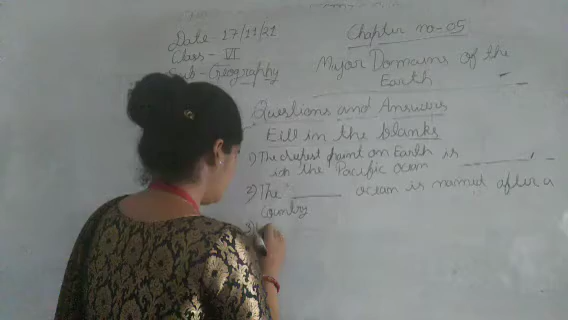 Date - 17/11/21
Class - VI
Sub - Geography
Chapter no - 05
Major Domains of the
Earth
Questions and Answers
Fill in the blanks
1) The deepest point on Earth is ________
in the Pacific ocean
2) The ______ ocean is named after a
Country
3)